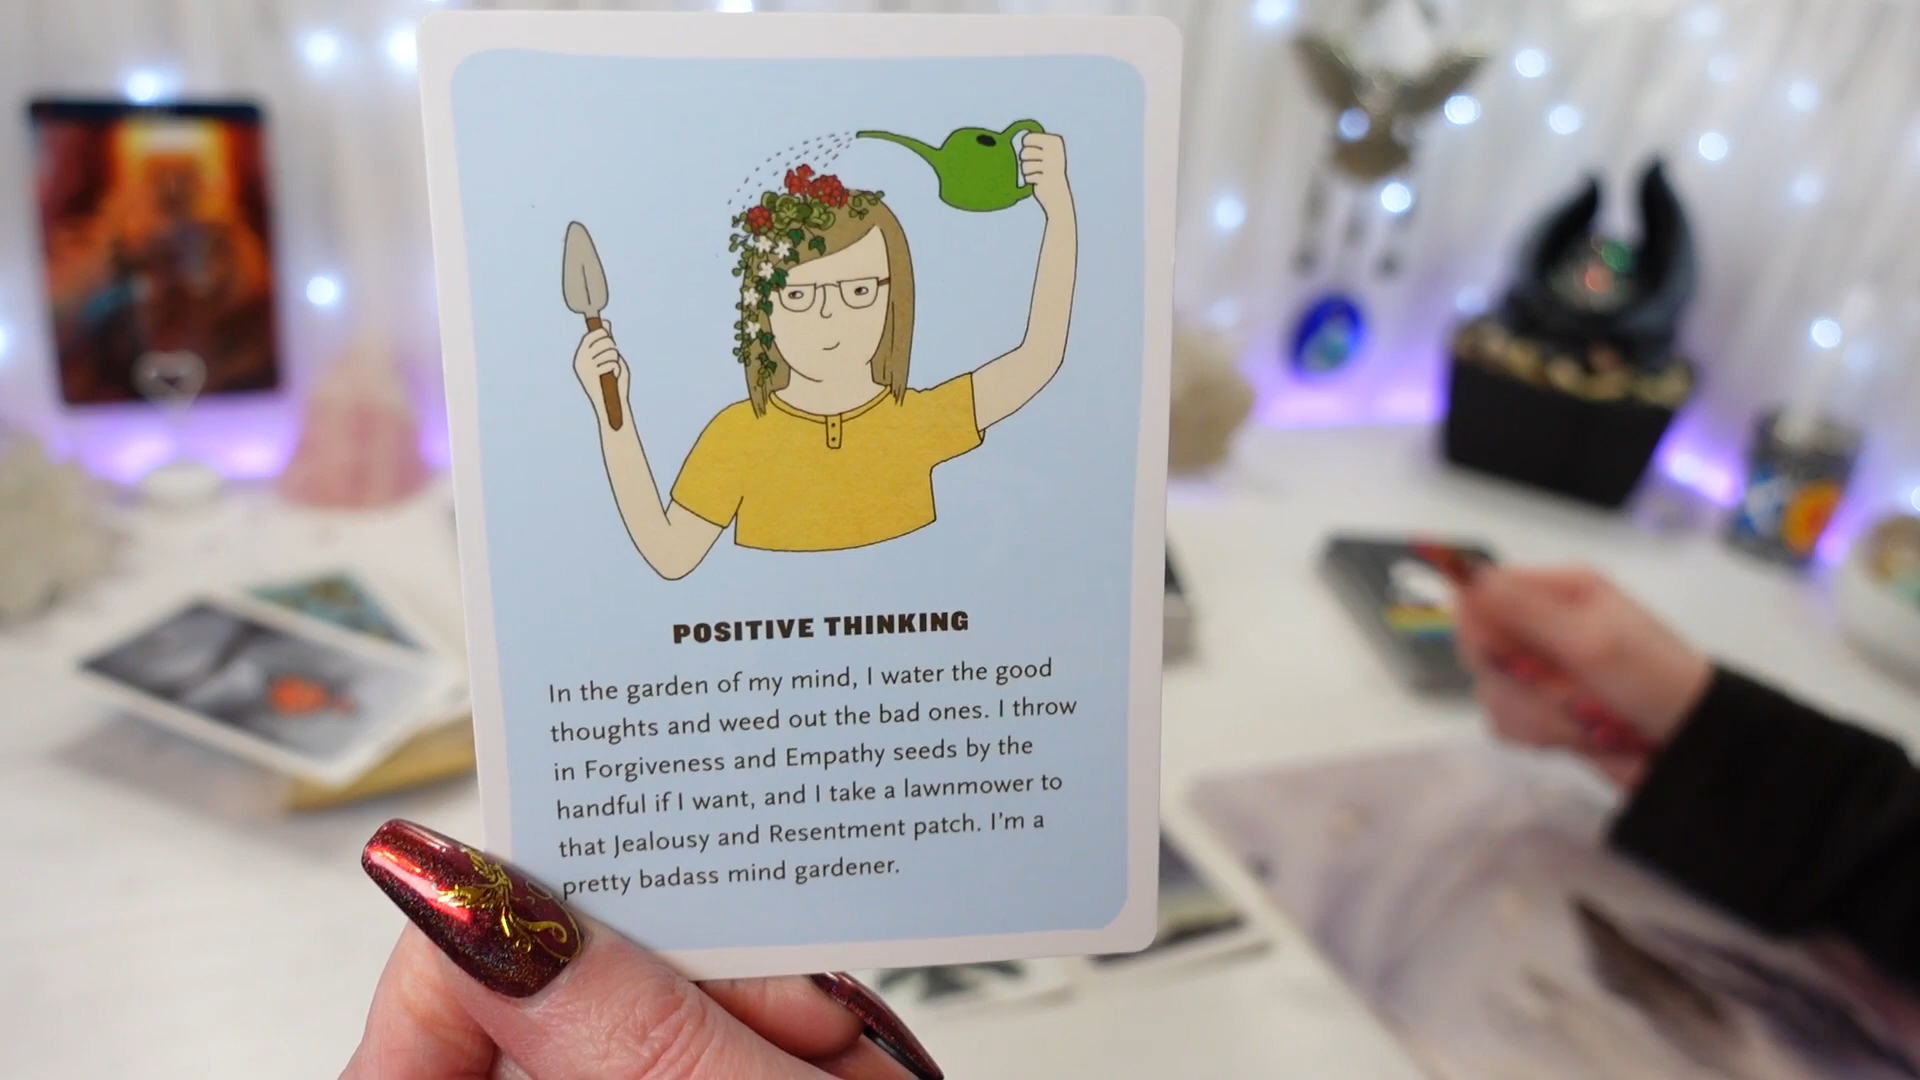 POSITIVE THINKING
In the garden of my mind, I water the good
thoughts and weed out the bad ones. I throw
in Forgiveness and Empathy seeds by the
handful if I want, and I take a lawnmower to
that Jealousy and Resentment patch. I'm a
pretty badass mind gardener.